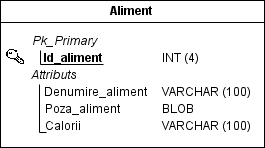 Aliment
Pk_Primary
Id_aliment INT (4)
Attributs
Denumire_aliment VARCHAR (100)
Poza_aliment BLOB
Calorii VARCHAR (100)